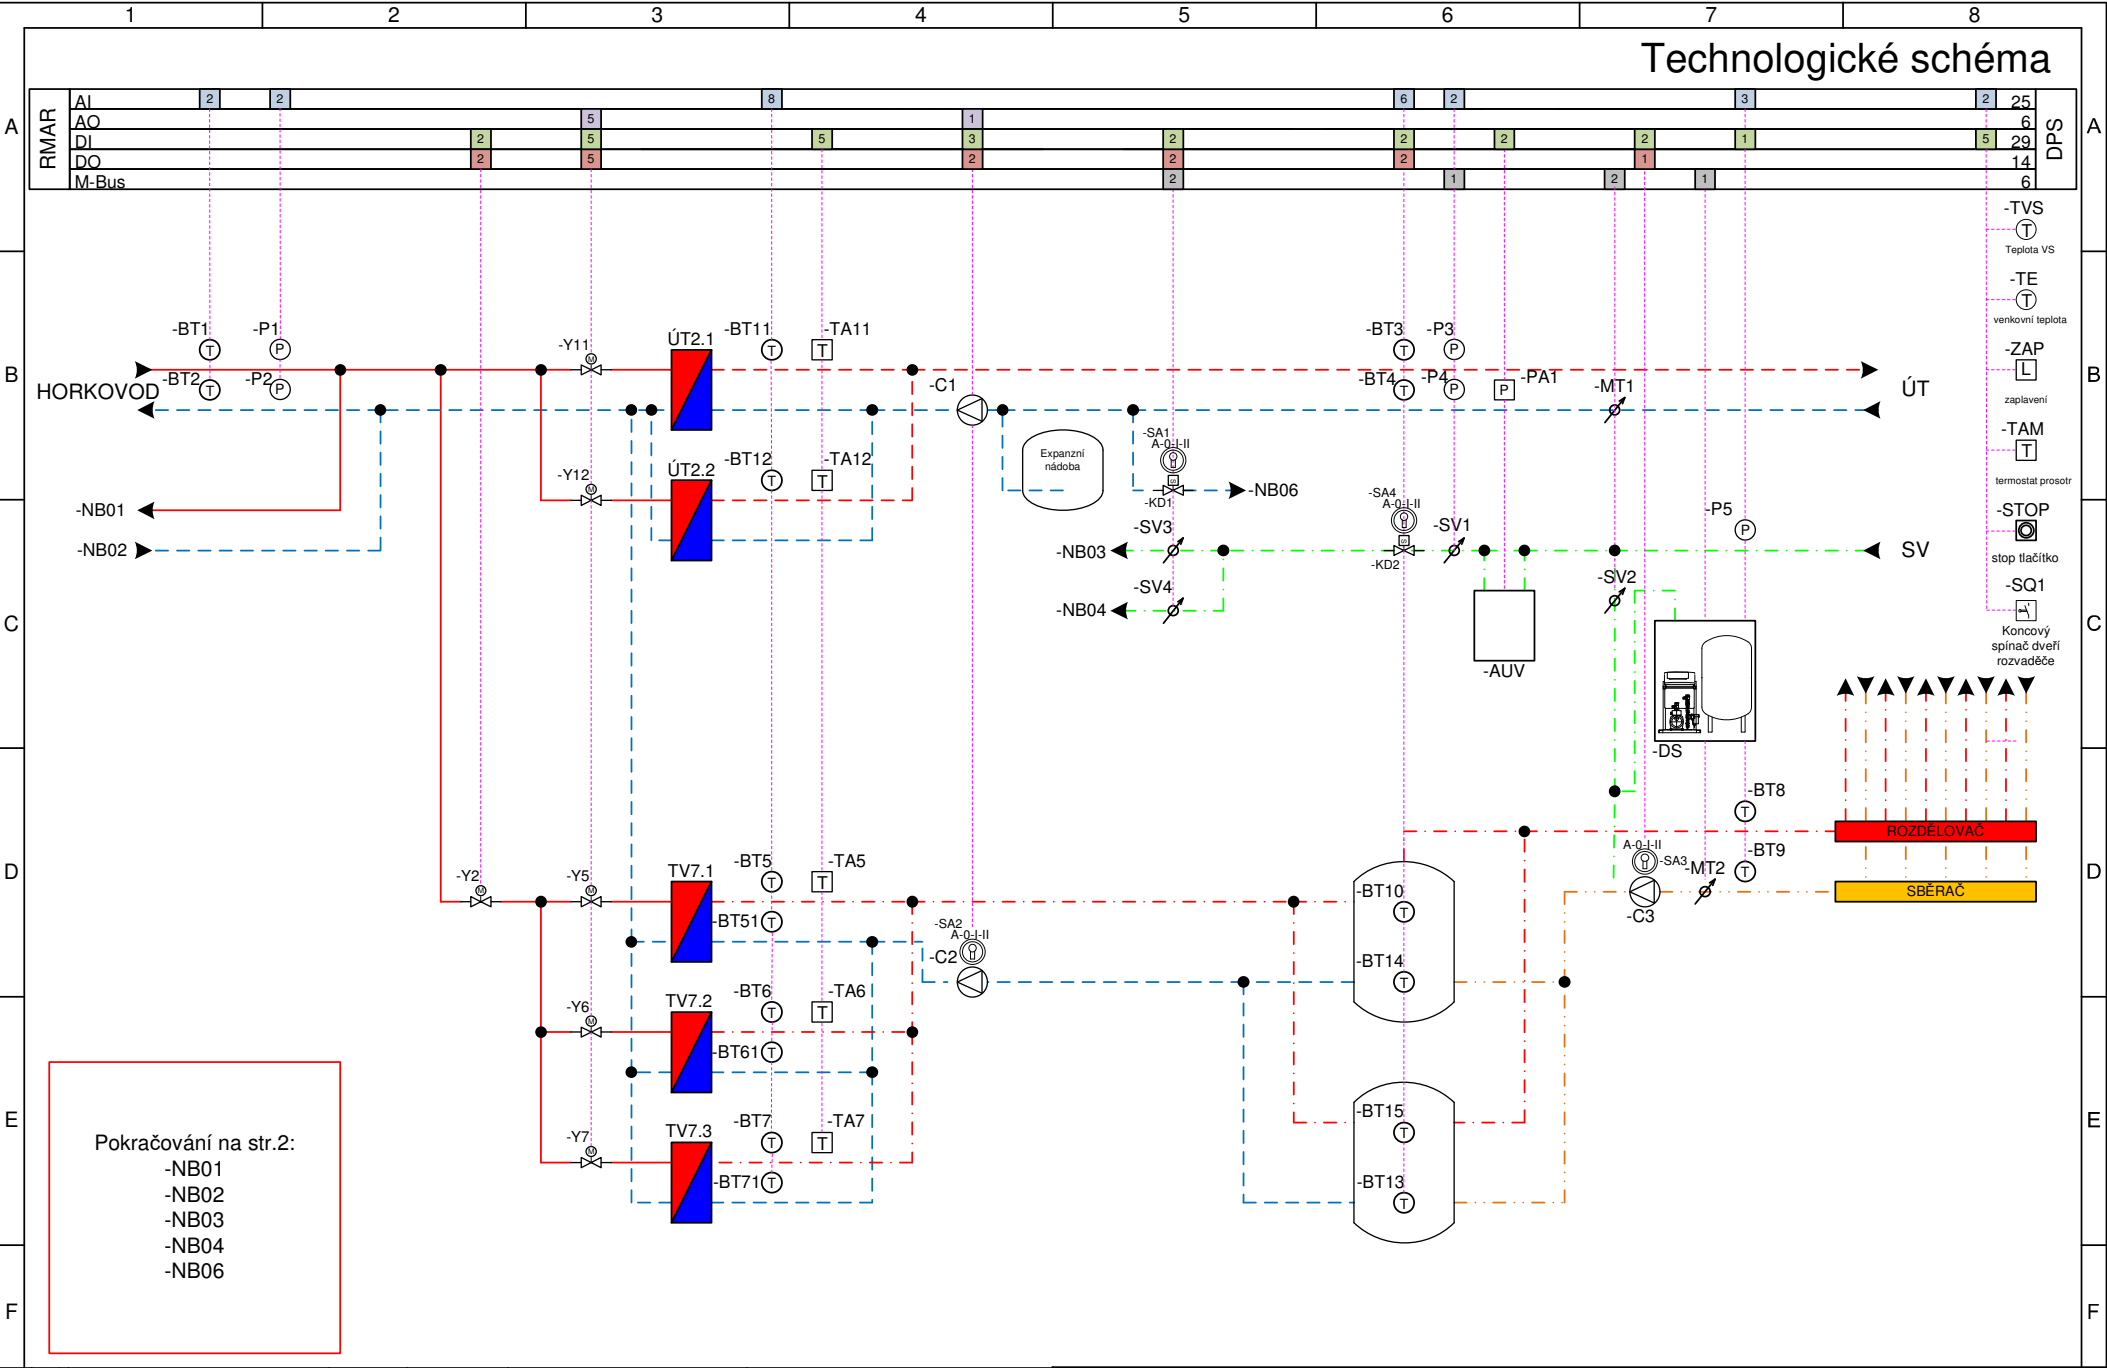 1 2 3 4 5 6 7 8
Technologické schéma
A
A
RMAR
DPS
AI 2 2 8 6 2 3 2 25
AO 5 1 6
DI 2 5 5 3 2 2 2 2 1 5 29
DO 2 5 2 2 2 1 14
M-Bus 2 1 2 1 6
-TVS
T
Teplota VS
-TE
T
venkovní teplota
B
B
-BT1 -P1 -Y11 ÚT2.1 -BT11 -TA11 -BT3 -P3 -ZAP
T P M T T T P L
HORKOVOD -BT2 -P2 -C1 -BT4 -P4 -PA1 -MT1 ÚT
T P T P P
zaplavení
-SA1
A-0-I-II
-TAM
T
termostat prosotr
Expanzní
nádoba
-Y12 ÚT2.2 -BT12 -TA12
M T T
S
-KD1
-NB06
-SA4
A-0-I-II
-NB01
-NB02
-SV3
-NB03
S
-KD2
-SV1
-P5
P
SV
-STOP
stop tlačítko
-SV4
-NB04
-SV2
-SQ1
Koncový
spínač dveří
rozvaděče
C
C
-AUV
-DS
D
D
-BT8
T
ROZDĚLOVAČ
-BT9
T
SBĚRAČ
A-0-I-II
-SA3
-MT2
-C3
-Y2 -Y5 TV7.1 -BT5 -TA5
M M T T
-BT51
T
-SA2
A-0-I-II
-C2
-BT10
T
-BT14
T
-Y6 TV7.2 -BT6 -TA6
M T T
-BT61
T
E
E
-Y7 TV7.3 -BT7 -TA7
M T T
-BT71
T
-BT15
T
-BT13
T
Pokračování na str.2:
-NB01
-NB02
-NB03
-NB04
-NB06
F
F